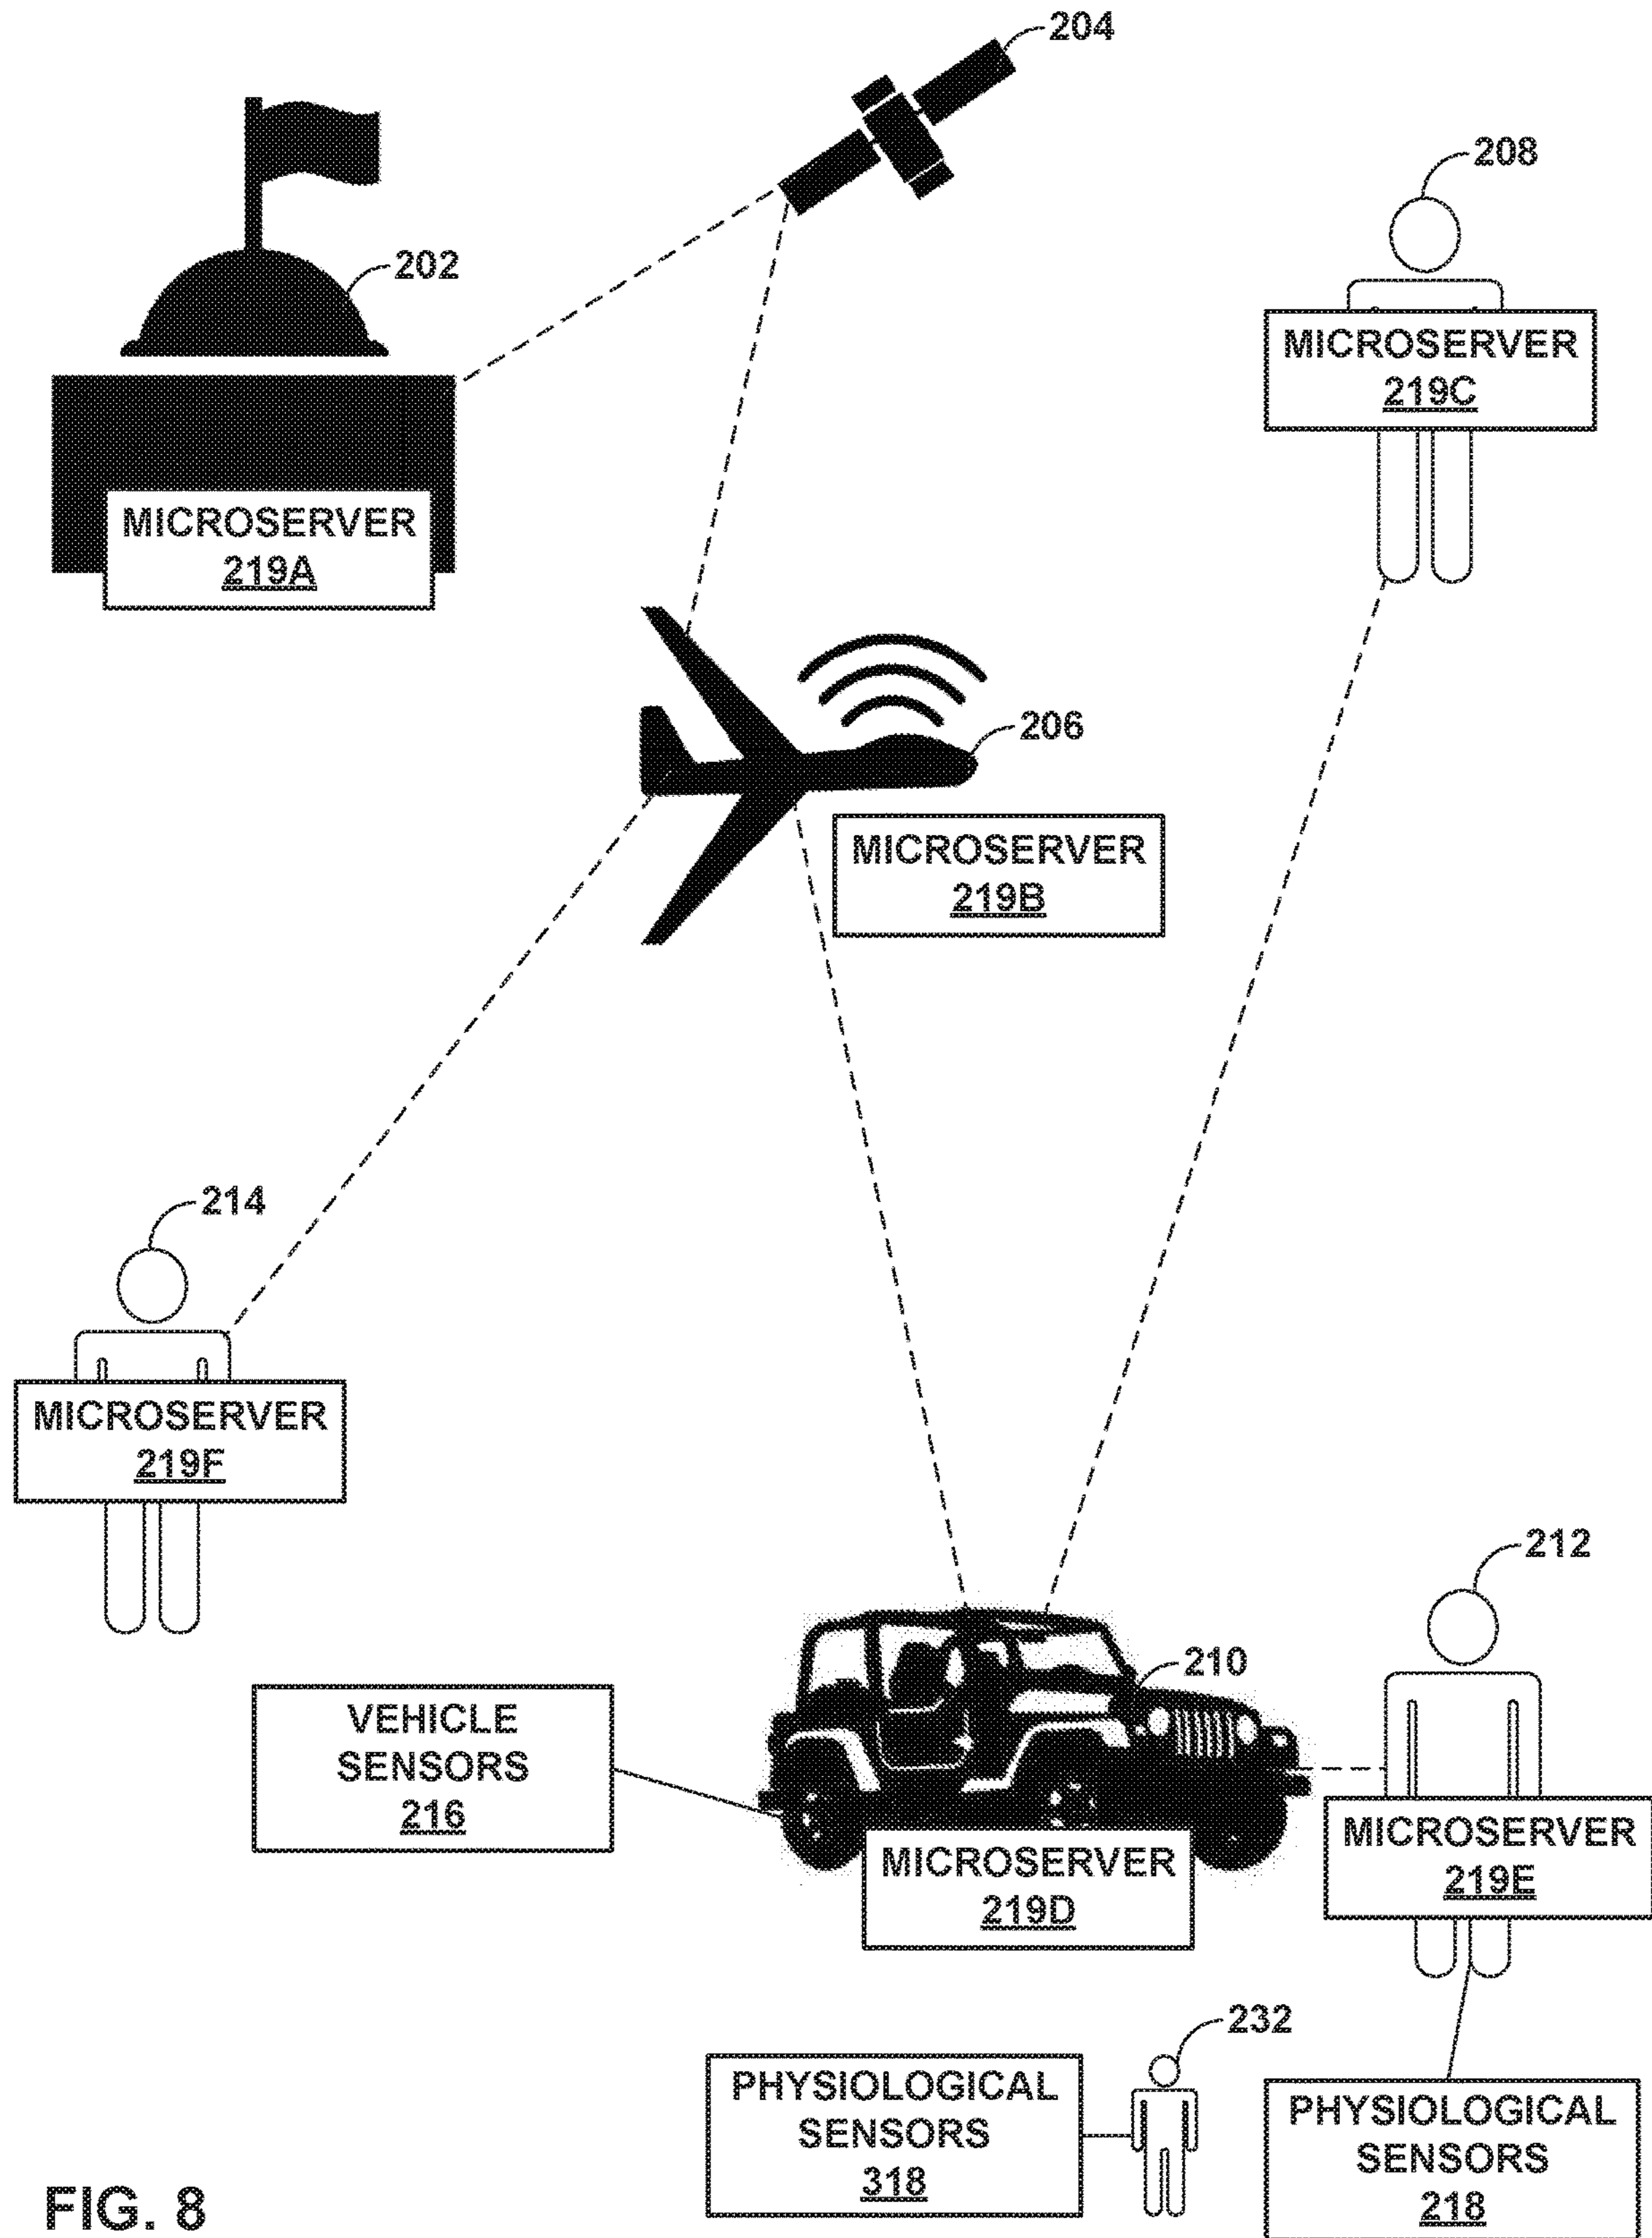 204
208
202
MICROSERVER
219C
MICROSERVER
219A
206
MICROSERVER
219B
214
MICROSERVER
219F
212
210
VEHICLE
SENSORS
216
MICROSERVER
219E
MICROSERVER
219D
232
PHYSIOLOGICAL
SENSORS
318
PHYSIOLOGICAL
SENSORS
218
FIG. 8